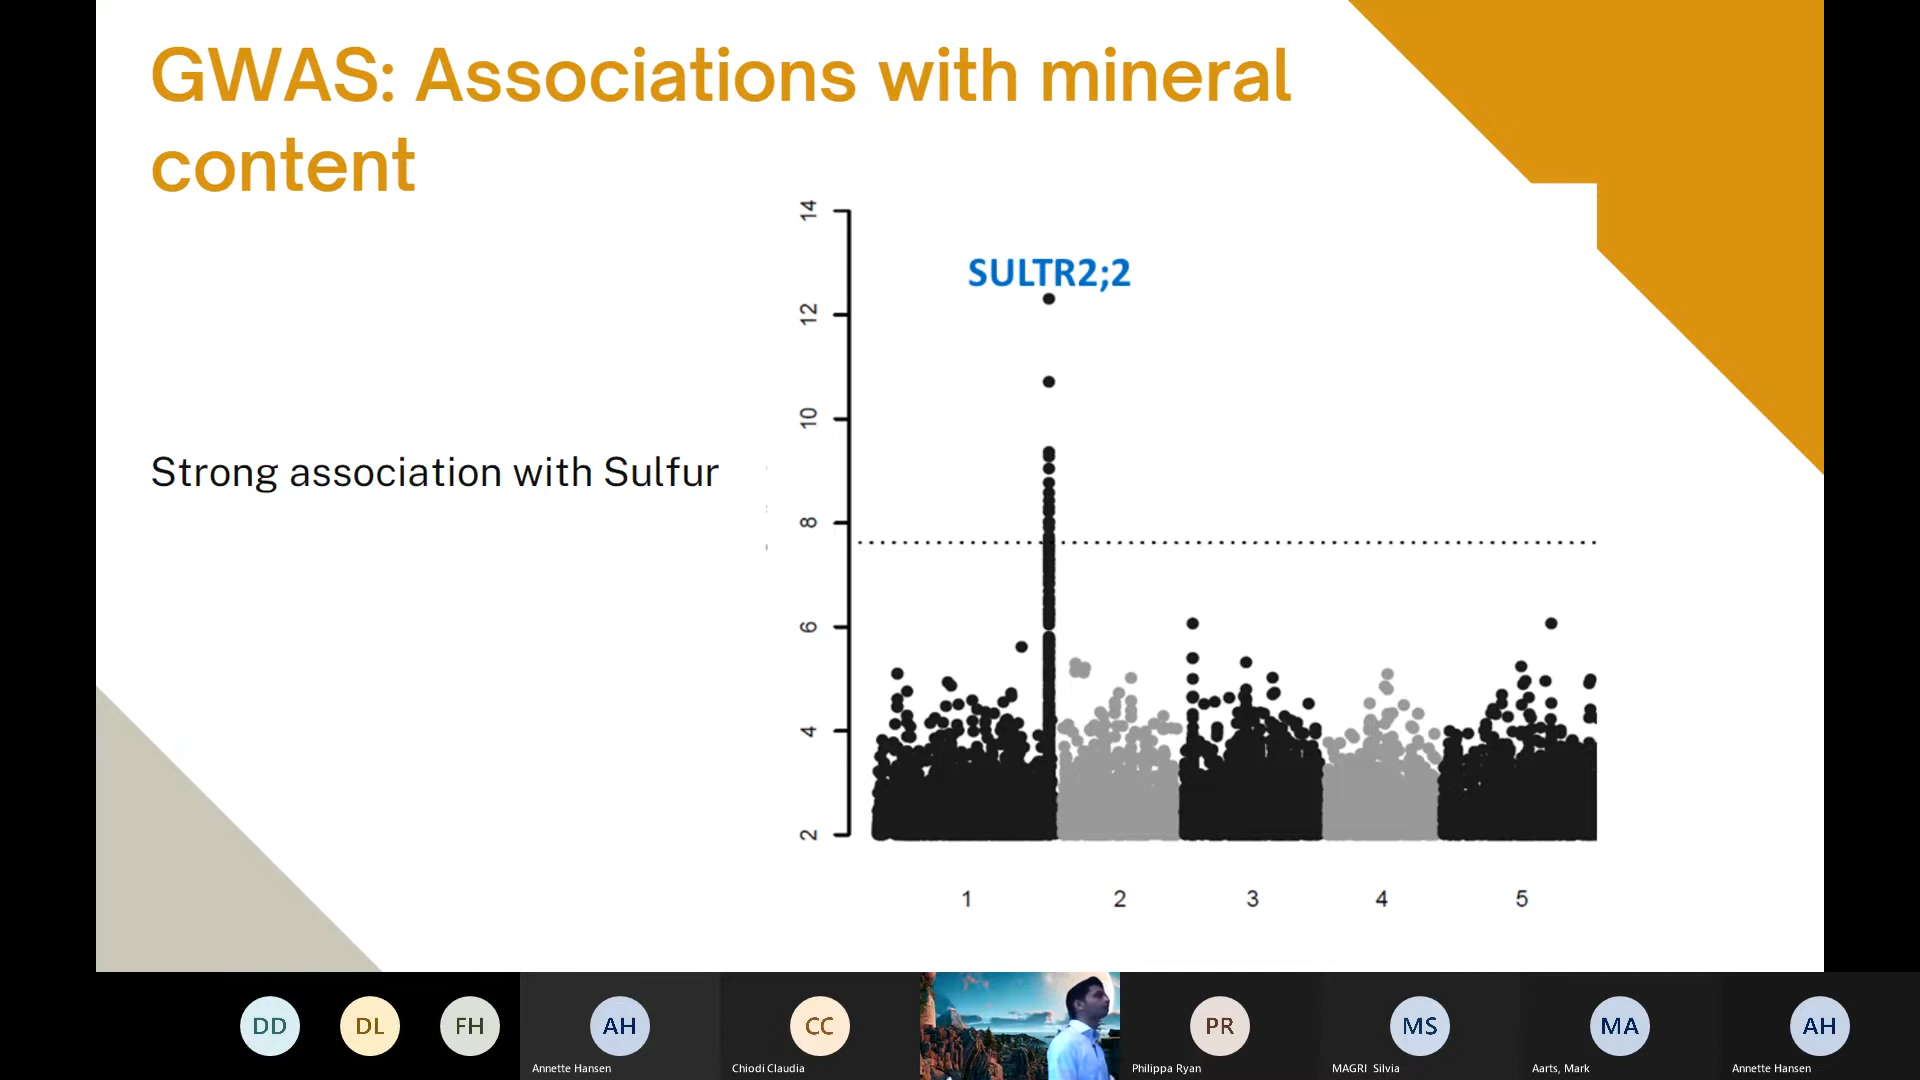 GWAS: Associations with mineral
content
14
SULTR2;2
12
10
Strong association with Sulfur
8
6
4
2
1 2 3 4 5
DD DL FH AH CC PR MS MA AH
Annette Hansen Chiodi Claudia Philippa Ryan MAGRI Silvia Aarts, Mark Annette Hansen